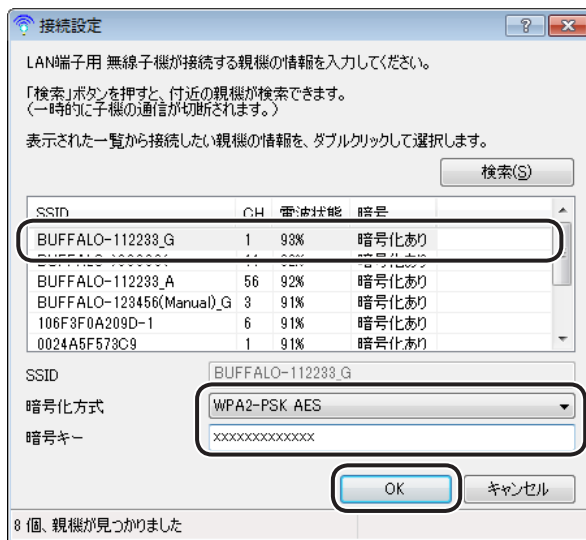 接続設定
LAN端子用 無線子機が接続する親機の情報を入力してください。
「検索」ボタンを押すと、付近の親機が検索できます。
(一時的に子機の通信が切断されます。)
表示された一覧から接続したい親機の情報を、ダブルクリックして選択します。
検索(S)
SSID CH 電波状態 暗号
BUFFALO-112233_G 1 93% 暗号化あり
BUFFALO-112233_A 56 92% 暗号化あり
BUFFALO-123456(Manual)_G 3 91% 暗号化あり
106F3F0A209D-1 6 91% 暗号化あり
0024A5F573C9 1 91% 暗号化あり
SSID BUFFALO-112233_G
暗号化方式 WPA2-PSK AES
暗号キー xxxxxxxxxxxxx
OK キャンセル
8 個、親機が見つかりました